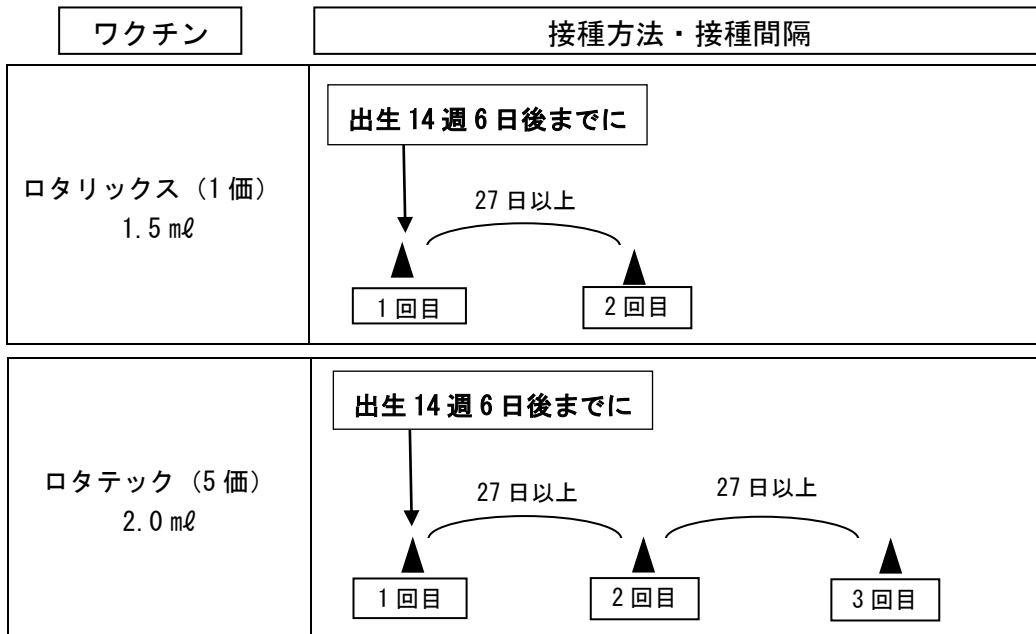 ワクチン
接種方法・接種間隔
出生14週6日後までに
ロタリックス（1価）
1.5㎖
27日以上
1回目
2回目
出生14週6日後までに
ロタテック（5価）
2.0㎖
27日以上
27日以上
1回目
2回目
3回目